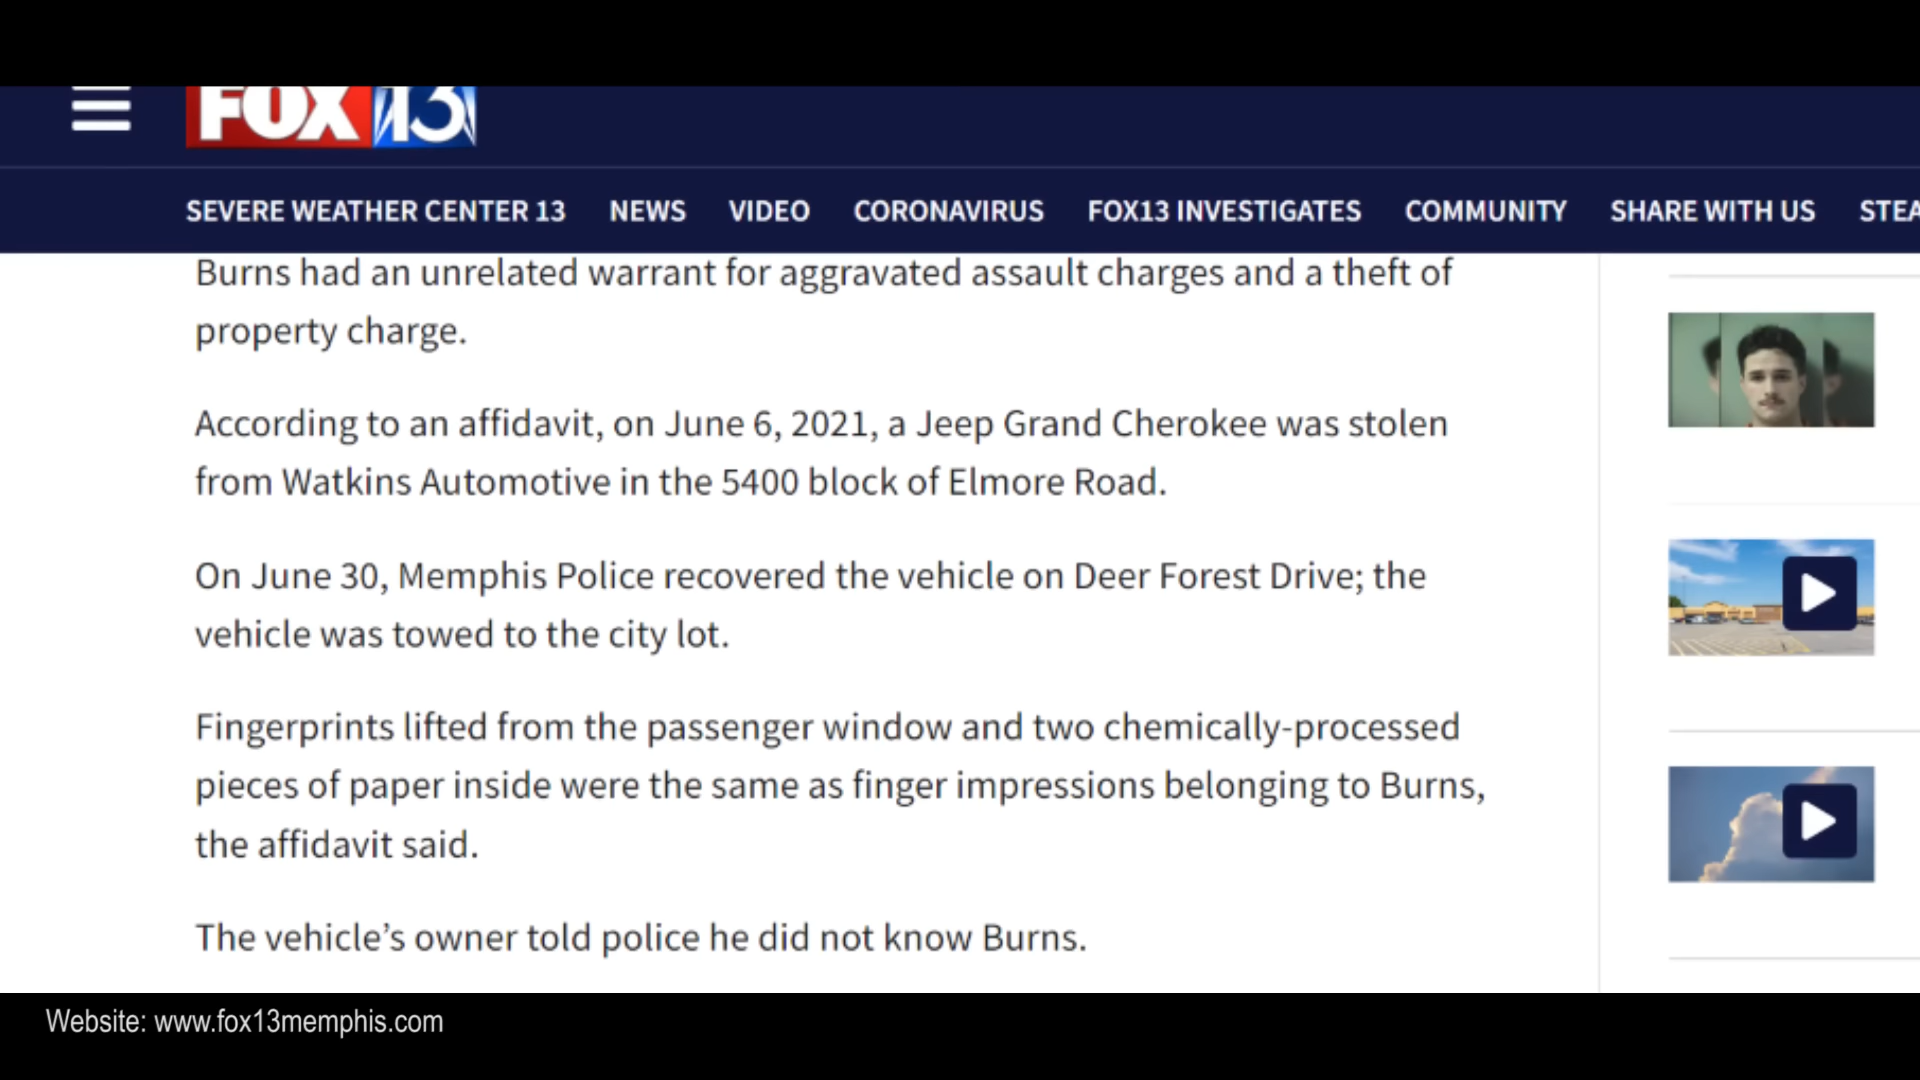 FOX 13
SEVERE WEATHER CENTER 13 NEWS VIDEO CORONAVIRUS FOX13 INVESTIGATES COMMUNITY SHARE WITH US STEA
Burns had an unrelated warrant for aggravated assault charges and a theft of
property charge.
According to an affidavit, on June 6, 2021, a Jeep Grand Cherokee was stolen
from Watkins Automotive in the 5400 block of Elmore Road.
On June 30, Memphis Police recovered the vehicle on Deer Forest Drive; the
vehicle was towed to the city lot.
Fingerprints lifted from the passenger window and two chemically-processed
pieces of paper inside were the same as finger impressions belonging to Burns,
the affidavit said.
The vehicle’s owner told police he did not know Burns.
Website: www.fox13memphis.com